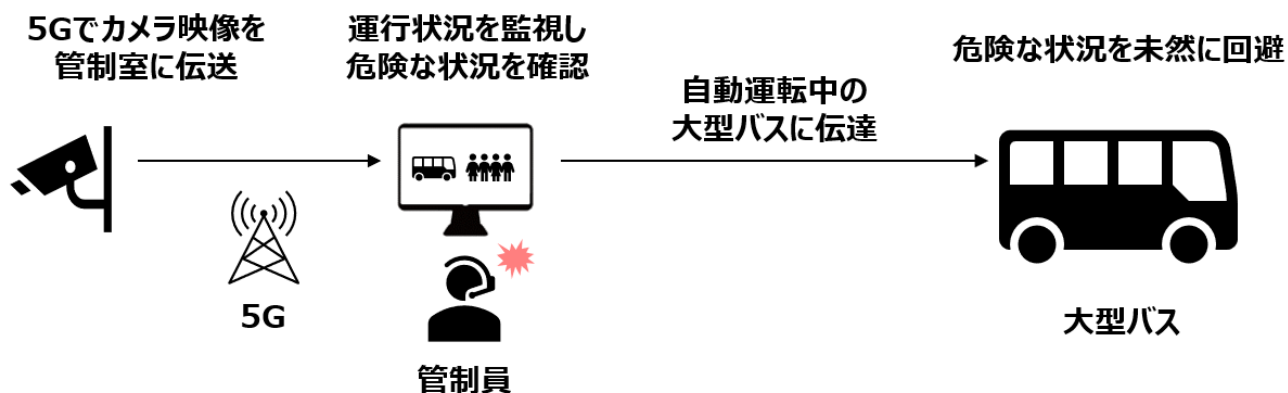 5Gでカメラ映像を
管制室に伝送
運行状況を監視し
危険な状況を確認
自動運転中の
大型バスに伝達
危険な状況を未然に回避
5G
管制員
大型バス